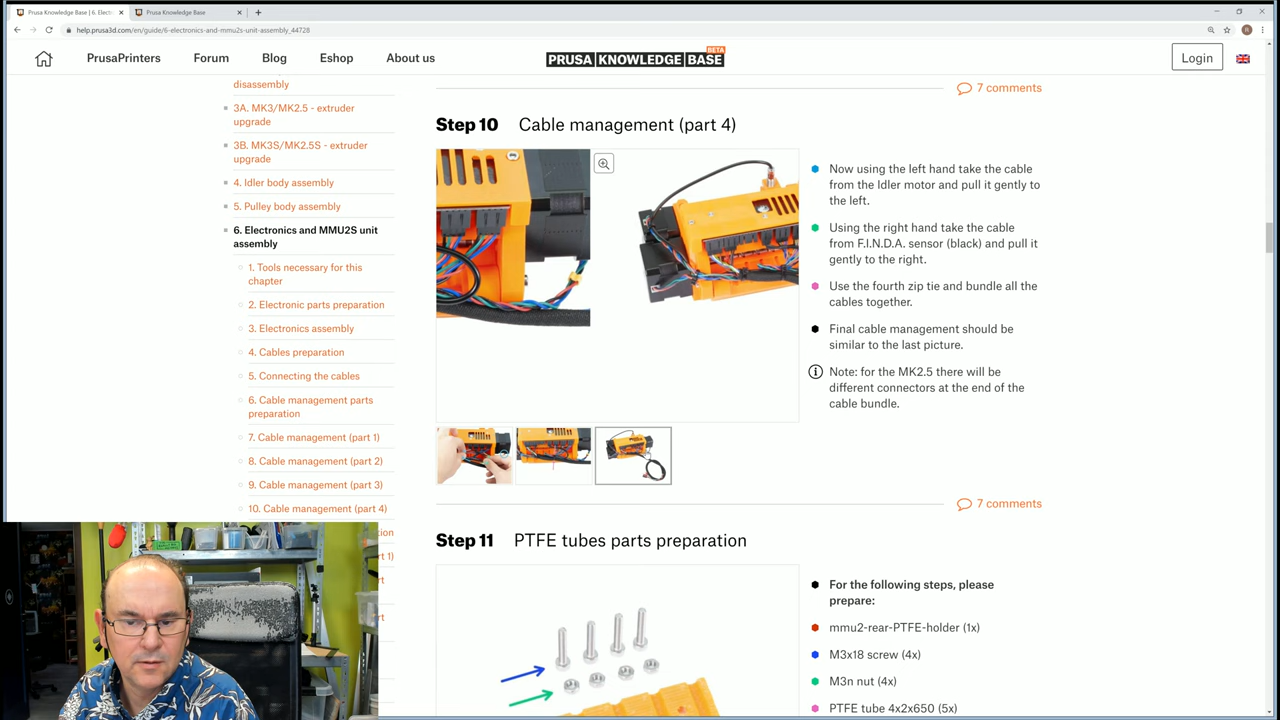 Prusa Knowledge Base | 6. Elect
Prusa Knowledge Base
help.prusa3d.com/en/guide/6-electronics-and-mmu2s-unit-assembly_44728
PrusaPrinters
Forum
Blog
Eshop
About us
PRUSA KNOWLEDGE BASE
BETA
Login
disassembly
3A. MK3/MK2.5 - extruder
upgrade
3B. MK3S/MK2.5S - extruder
upgrade
4. Idler body assembly
5. Pulley body assembly
6. Electronics and MMU2S unit
assembly
1. Tools necessary for this
chapter
2. Electronic parts preparation
3. Electronics assembly
4. Cables preparation
5. Connecting the cables
6. Cable management parts
preparation
7. Cable management (part 1)
8. Cable management (part 2)
9. Cable management (part 3)
10. Cable management (part 4)
7 comments
Step 10 Cable management (part 4)
Now using the left hand take the cable
from the Idler motor and pull it gently to
the left.
Using the right hand take the cable
from F.I.N.D.A. sensor (black) and pull it
gently to the right.
Use the fourth zip tie and bundle all the
cables together.
Final cable management should be
similar to the last picture.
Note: for the MK2.5 there will be
different connectors at the end of the
cable bundle.
7 comments
Step 11 PTFE tubes parts preparation
For the following steps, please
prepare:
mmu2-rear-PTFE-holder (1x)
M3x18 screw (4x)
M3n nut (4x)
PTFE tube 4x2x650 (5x)